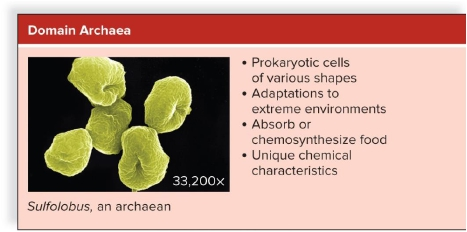 Domain Archaea
• Prokaryotic cells
of various shapes
• Adaptations to
extreme environments
• Absorb or
chemosynthesize food
• Unique chemical
characteristics
33,200×
Sulfolobus, an archaean